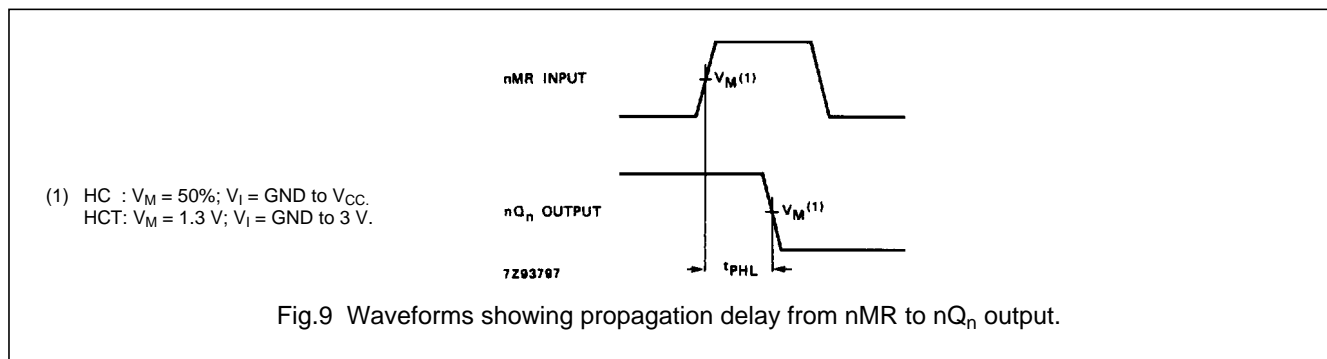 nMR INPUT
V_M(1)
(1) HC : V_M = 50%; V_I = GND to V_CC.
HCT: V_M = 1.3 V; V_I = GND to 3 V.
nQ_n OUTPUT
V_M(1)
7Z93797
t_PHL
Fig.9 Waveforms showing propagation delay from nMR to nQ_n output.